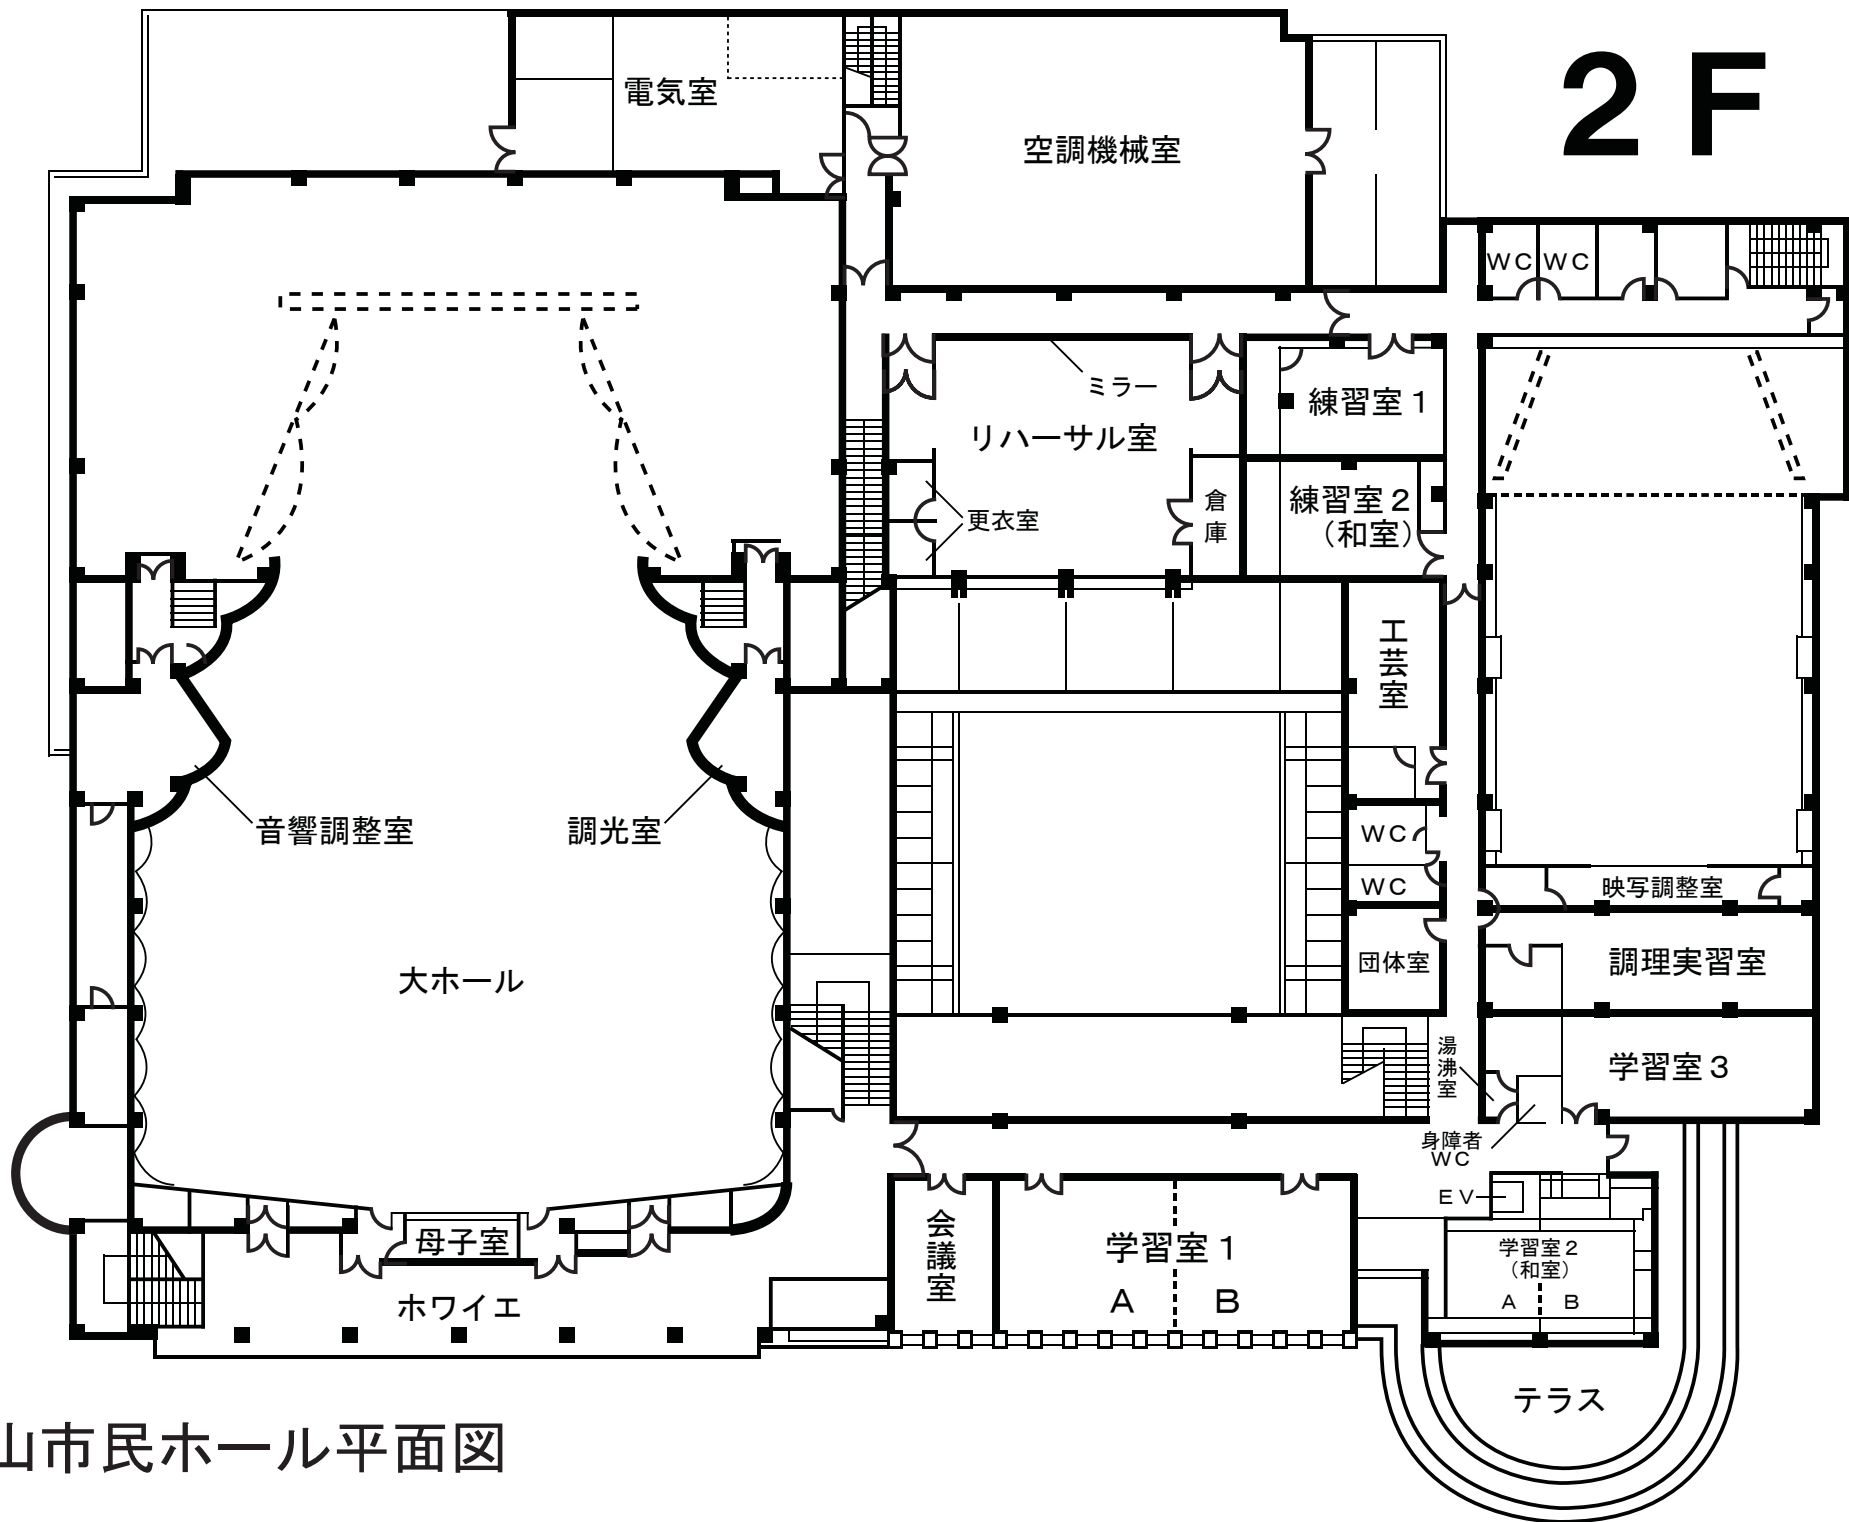 ２Ｆ
電気室
空調機械室
ＷＣ
ＷＣ
ミラー
リハーサル室
練習室１
更衣室
倉庫
練習室２
（和室）
工芸室
音響調整室
調光室
ＷＣ
ＷＣ
映写調整室
大ホール
団体室
調理実習室
湯沸室
学習室３
身障者
ＷＣ
ＥＶ
母子室
会議室
学習室１
Ａ
Ｂ
学習室２
（和室）
Ａ
Ｂ
ホワイエ
テラス
山市民ホール平面図